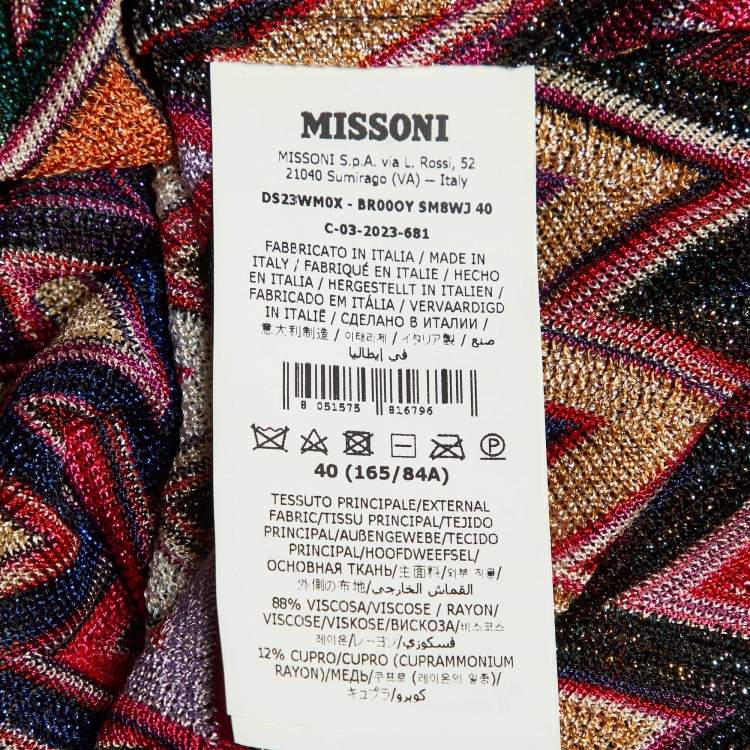 MISSONI
MISSONI S.p.A. via L. Rossi, 52
21040 Sumirago (VA) — Italy
DS23WM0X - BR00OY SM8WJ 40
C-03-2023-681
FABBRICATO IN ITALIA / MADE IN
ITALY / FABRIQUÉ EN ITALIE / HECHO
EN ITALIA / HERGESTELLT IN ITALIEN /
FABRICADO EM ITÁLIA / VERVAARDIGD
IN ITALIË / СДЕЛАНО В ИТАЛИИ /
意大利制造 / 이태리제 / イタリア製 / صنع
في إيطاليا
8 051575 816796
40 (165/84A)
TESSUTO PRINCIPALE/EXTERNAL
FABRIC/TISSU PRINCIPAL/TEJIDO
PRINCIPAL/AUßENGEWEBE/TECIDO
PRINCIPAL/HOOFDWEEFSEL/
ОСНОВНАЯ ТКАНЬ/主面料/외부 직물/
外側の布地/القماش الخارجي
88% VISCOSA/VISCOSE / RAYON/
VISCOSE/VISKOSE/ВИСКОЗА/비스코스
레이온/レーヨン/فسكوزي
12% CUPRO/CUPRO (CUPRAMMONIUM
RAYON)/МЕДЬ/쿠프로 (레이온의 일종)/
キュプラ/كوبرو